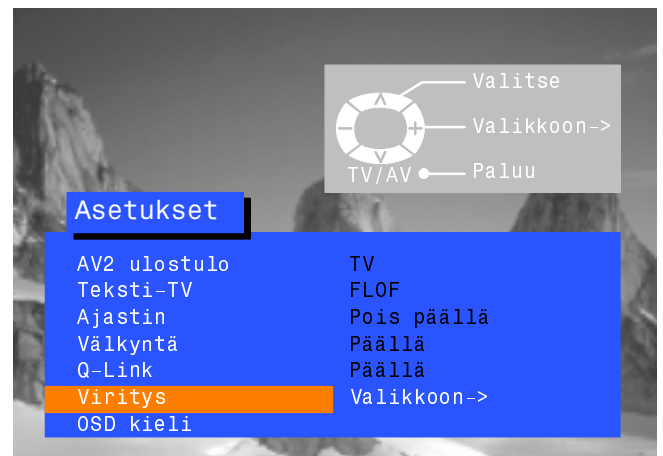 Valitse
Valikkoon->
TV/AV Paluu
Asetukset
AV2 ulostulo TV
Teksti-TV FLOF
Ajastin Pois päällä
Välkyntä Päällä
Q-Link Päällä
Viritys Valikkoon->
OSD kieli